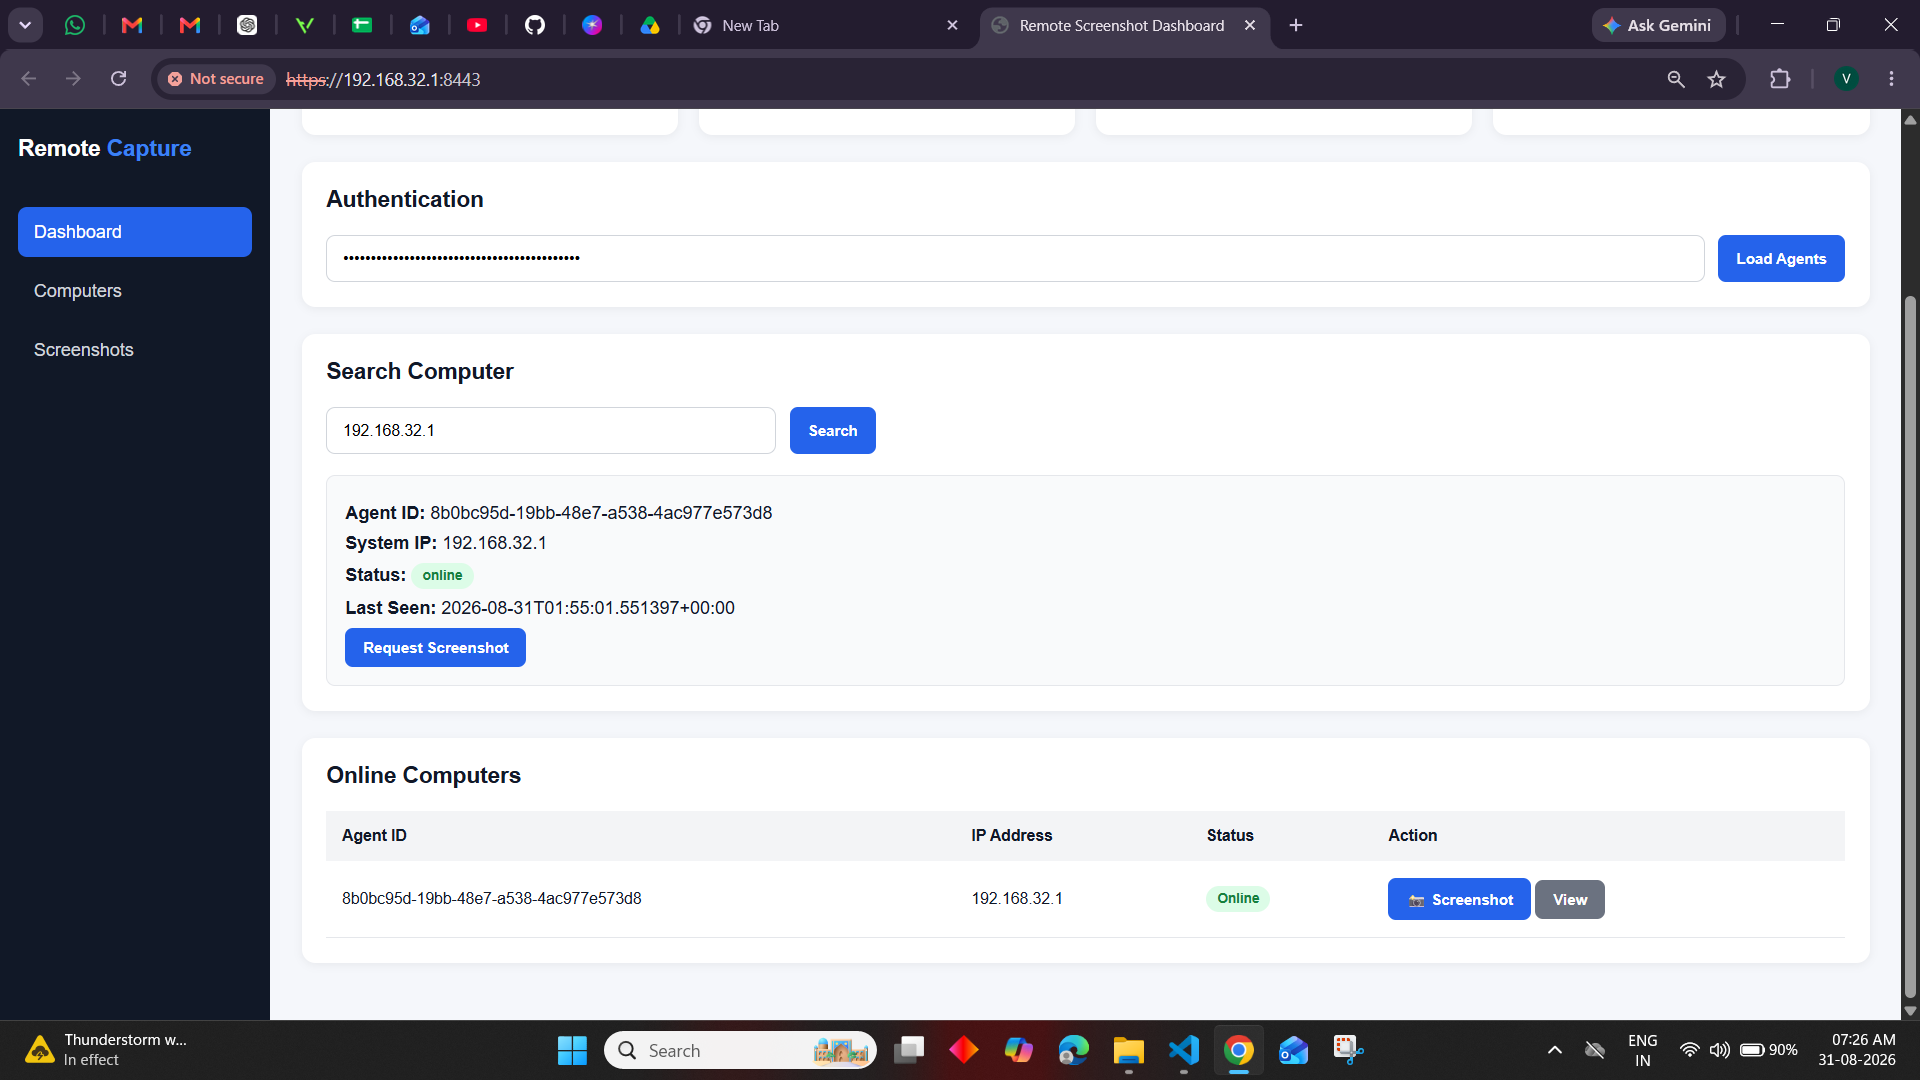 New Tab
Remote Screenshot Dashboard
Ask Gemini
Not secure
https://192.168.32.1:8443
V
Remote Capture
Dashboard
Computers
Screenshots
Authentication
••••••••••••••••••••••••••••••••••••••••••••
Load Agents
Search Computer
192.168.32.1
Search
Agent ID: 8b0bc95d-19bb-48e7-a538-4ac977e573d8
System IP: 192.168.32.1
Status: online
Last Seen: 2026-08-31T01:55:01.551397+00:00
Request Screenshot
Online Computers
Agent ID IP Address Status Action
8b0bc95d-19bb-48e7-a538-4ac977e573d8 192.168.32.1 Online Screenshot View
Thunderstorm w...
In effect
Search
ENG
IN
90%
07:26 AM
31-08-2026